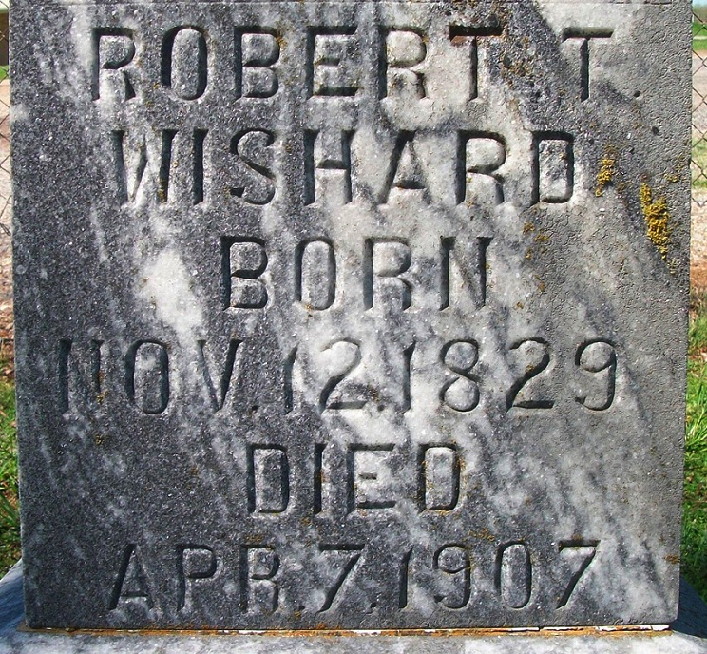 ROBERT T.
WISHARD
BORN
NOV. 12. 1829
DIED
APR. 7. 1907